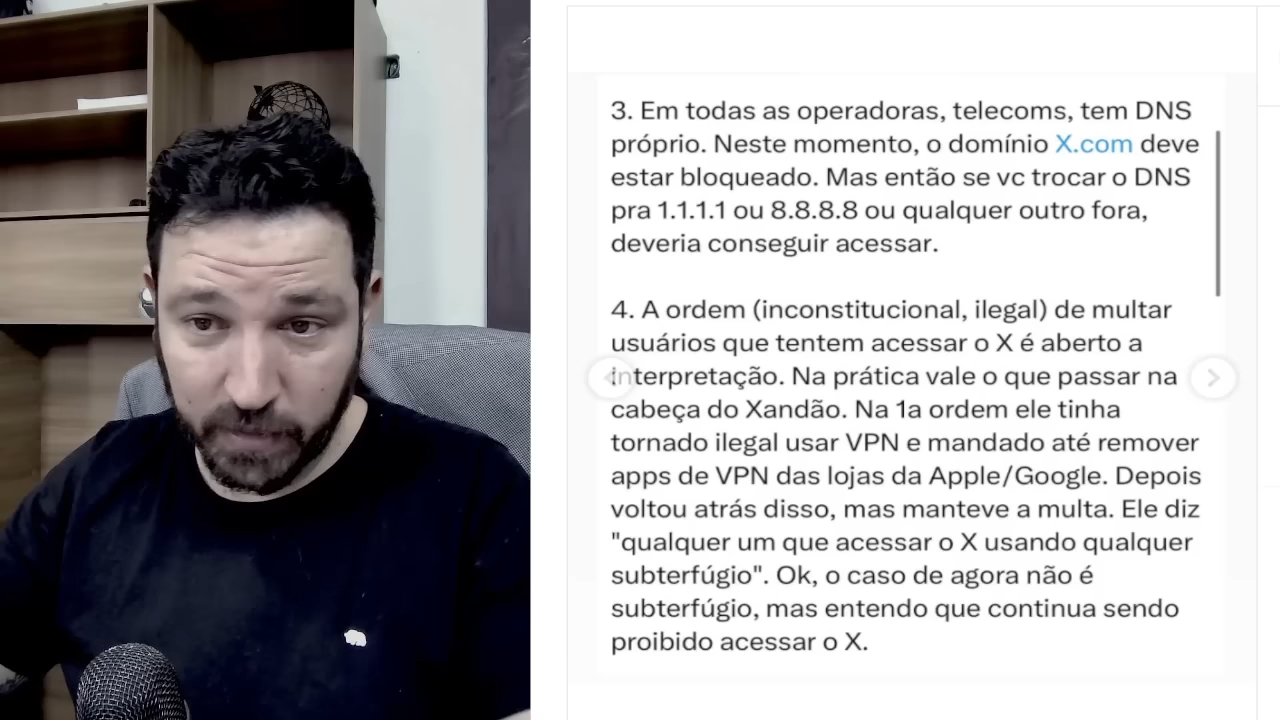 3. Em todas as operadoras, telecoms, tem DNS
próprio. Neste momento, o domínio X.com deve
estar bloqueado. Mas então se vc trocar o DNS
pra 1.1.1.1 ou 8.8.8.8 ou qualquer outro fora,
deveria conseguir acessar.
4. A ordem (inconstitucional, ilegal) de multar
usuários que tentem acessar o X é aberto a
interpretação. Na prática vale o que passar na
cabeça do Xandão. Na 1a ordem ele tinha
tornado ilegal usar VPN e mandado até remover
apps de VPN das lojas da Apple/Google. Depois
voltou atrás disso, mas manteve a multa. Ele diz
"qualquer um que acessar o X usando qualquer
subterfúgio". Ok, o caso de agora não é
subterfúgio, mas entendo que continua sendo
proibido acessar o X.